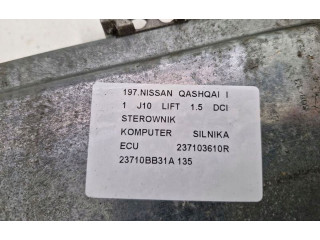 197.NISSAN QASHQAI I
1 J10 LIFT 1.5 DCI
STEROWNIK
KOMPUTER SILNIKA
ECU 237103610R
23710BB31A 135